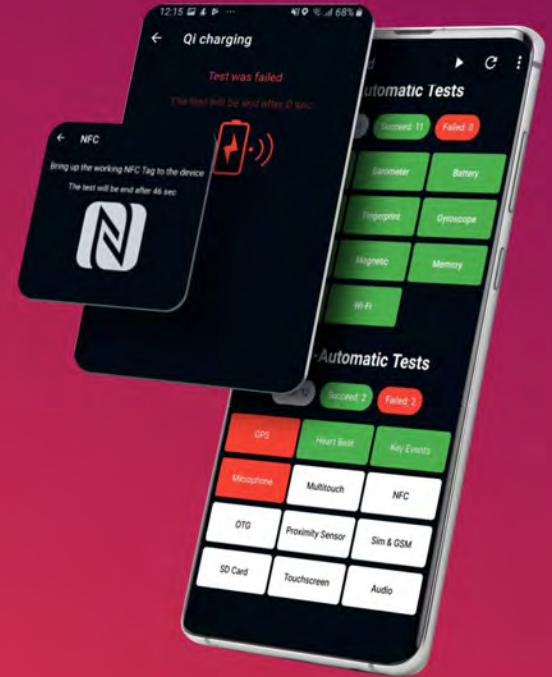 12:15
68%
Qi charging
Test was failed
The test will be end after 0 sec
NFC
Bring up the working NFC Tag to the device
The test will be end after 46 sec
Automatic Tests
Succeed: 11
Failed: 0
Barometer
Battery
Fingerprint
Gyroscope
Magnetic
Memory
Wi-Fi
-Automatic Tests
Succeed: 2
Failed: 2
GPS
Heart Beat
Key Events
Microphone
Multitouch
NFC
OTG
Proximity Sensor
Sim & GSM
SD Card
Touchscreen
Audio